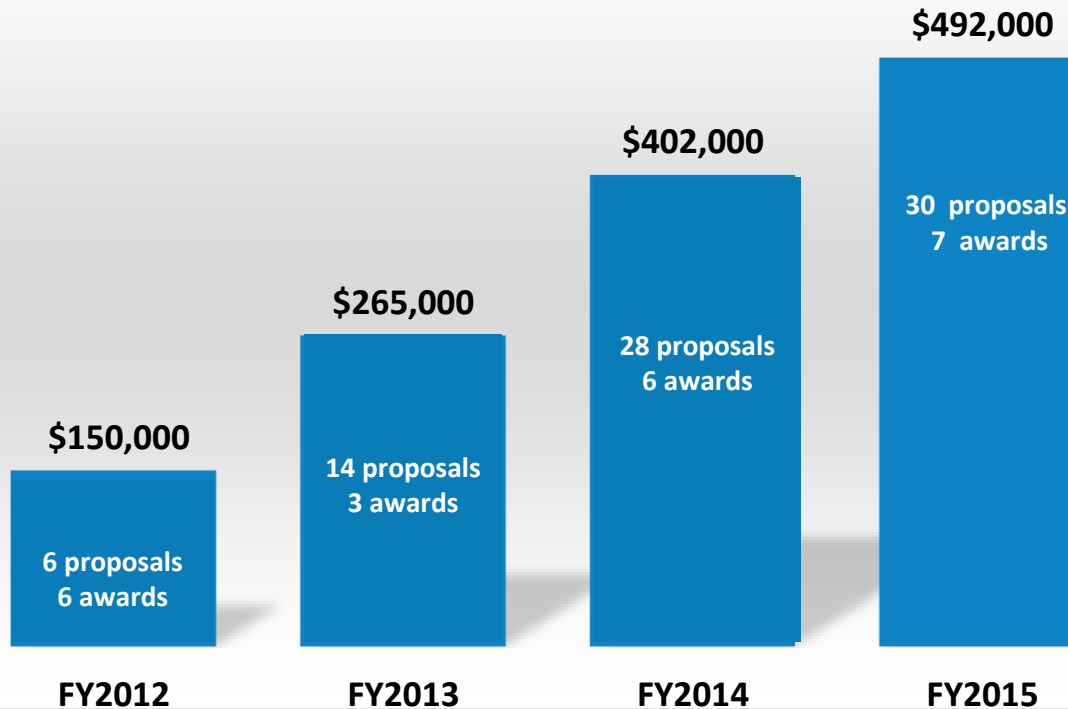 $492,000
$402,000
30 proposals
7 awards
$265,000
28 proposals
6 awards
$150,000
14 proposals
3 awards
6 proposals
6 awards
FY2012
FY2013
FY2014
FY2015